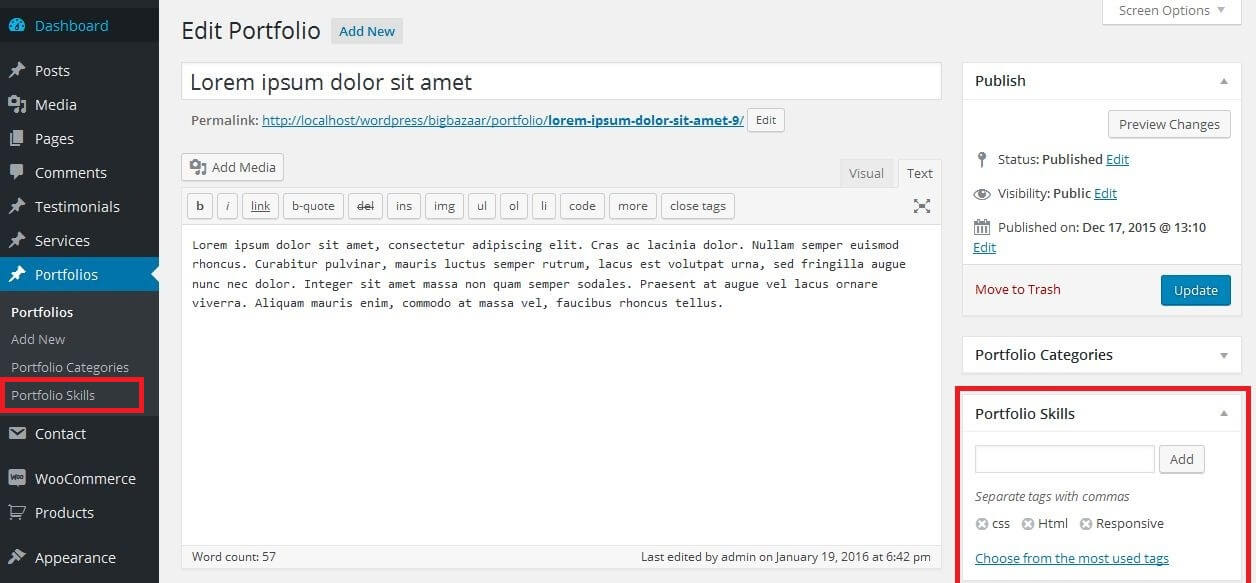 Dashboard
Posts
Media
Pages
Comments
Testimonials
Services
Portfolios
Portfolios
Add New
Portfolio Categories
Portfolio Skills
Contact
WooCommerce
Products
Appearance
Screen Options
Edit Portfolio Add New
Lorem ipsum dolor sit amet
Permalink: http://localhost/wordpress/bigbazaar/portfolio/lorem-ipsum-dolor-sit-amet-9/ Edit
Add Media
Visual Text
b i link b-quote del ins img ul ol li code more close tags
Lorem ipsum dolor sit amet, consectetur adipiscing elit. Cras ac lacinia dolor. Nullam semper euismod
rhoncus. Curabitur pulvinar, mauris luctus semper rutrum, lacus est volutpat urna, sed fringilla augue
nunc nec dolor. Integer sit amet massa non quam semper sodales. Praesent at augue vel lacus ornare
viverra. Aliquam mauris enim, commodo at massa vel, faucibus rhoncus tellus.
Word count: 57 Last edited by admin on January 19, 2016 at 6:42 pm
Publish
Preview Changes
Status: Published Edit
Visibility: Public Edit
Published on: Dec 17, 2015 @ 13:10
Edit
Move to Trash Update
Portfolio Categories
Portfolio Skills
Add
Separate tags with commas
css Html Responsive
Choose from the most used tags